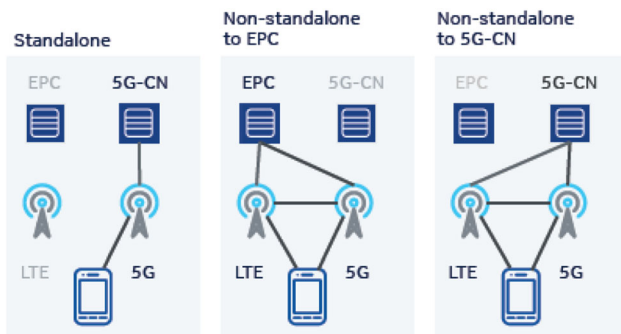 Standalone
EPC 5G-CN
LTE 5G
Non-standalone
to EPC
EPC 5G-CN
LTE 5G
Non-standalone
to 5G-CN
EPC 5G-CN
LTE 5G